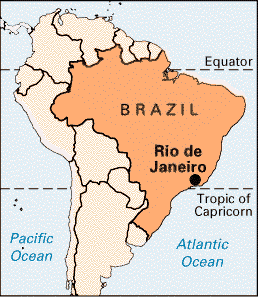 Equator
BRAZIL
Rio de
Janeiro
Tropic of
Capricorn
Pacific
Ocean
Atlantic
Ocean